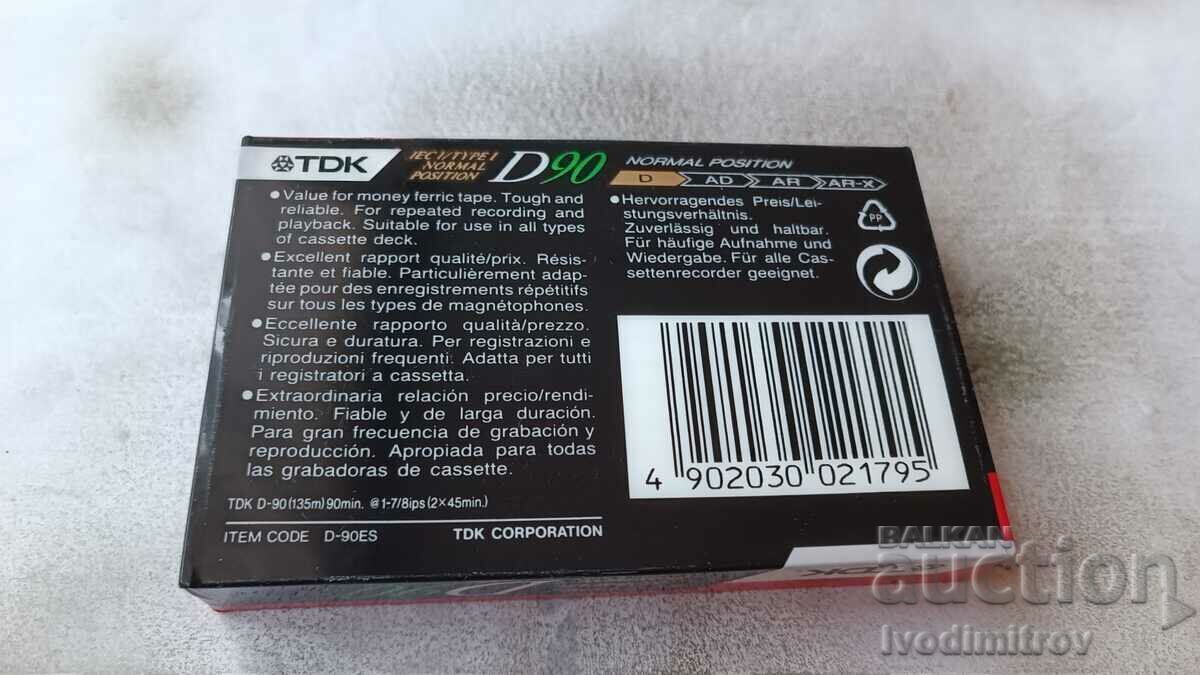 TDK
IEC I/TYPE I
NORMAL
POSITION
D90
NORMAL POSITION
D AD AR AR-X
•Value for money ferric tape. Tough and
reliable. For repeated recording and
playback. Suitable for use in all types
of cassette deck.
•Excellent rapport qualité/prix. Résis-
tante et fiable. Particulièrement adap-
tée pour des enregistrements répétitifs
sur tous les types de magnétophones.
•Eccellente rapporto qualità/prezzo.
Sicura e duratura. Per registrazioni e
riproduzioni frequenti. Adatta per tutti
i registratori a cassetta.
•Extraordinaria relación precio/rendi-
miento. Fiable y de larga duración.
Para gran frecuencia de grabación y
reproducción. Apropiada para todas
las grabadoras de cassette.
TDK D-90 (135m) 90min. @1-7/8ips (2×45min.)
ITEM CODE D-90ES TDK CORPORATION
•Hervorragendes Preis/Lei-
stungsverhältnis.
Zuverlässig und haltbar.
Für häufige Aufnahme und
Wiedergabe. Für alle Cas-
settenrecorder geeignet.
PP
4 902030 021795
BALKAN
auction
Ivodimitrov